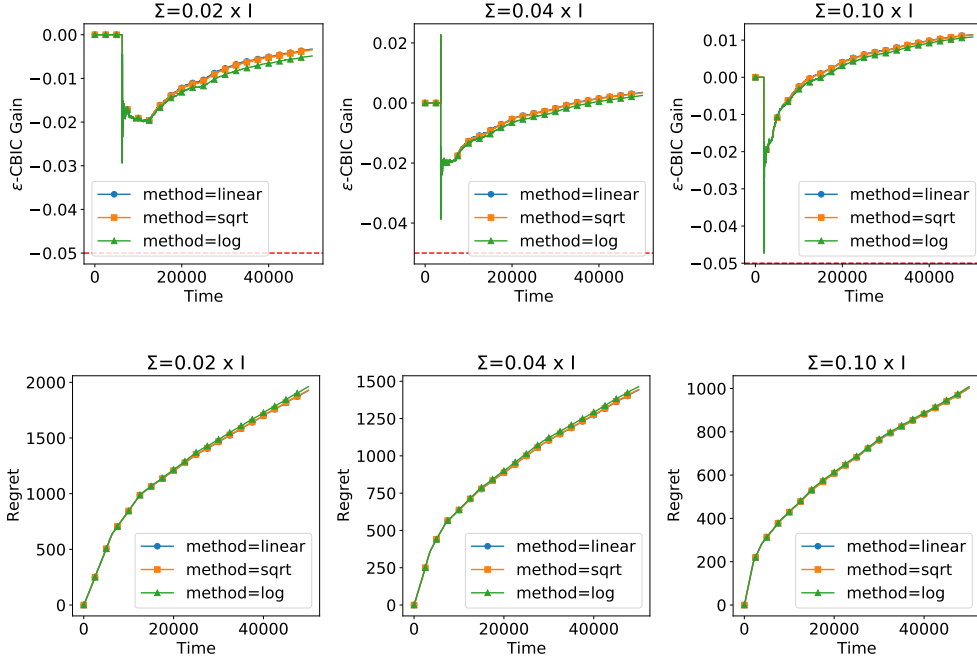 Σ=0.02 x I
ε-CBIC Gain
0.00
−0.01
−0.02
−0.03
−0.04
−0.05
method=linear
method=sqrt
method=log
0
20000
40000
Time
Σ=0.04 x I
ε-CBIC Gain
0.02
0.00
−0.02
−0.04
method=linear
method=sqrt
method=log
0
20000
40000
Time
Σ=0.10 x I
ε-CBIC Gain
0.01
0.00
−0.01
−0.02
−0.03
−0.04
−0.05
method=linear
method=sqrt
method=log
0
20000
40000
Time
Σ=0.02 x I
Regret
2000
1500
1000
500
0
method=linear
method=sqrt
method=log
0
20000
40000
Time
Σ=0.04 x I
Regret
1500
1250
1000
750
500
250
0
method=linear
method=sqrt
method=log
0
20000
40000
Time
Σ=0.10 x I
Regret
1000
800
600
400
200
0
method=linear
method=sqrt
method=log
0
20000
40000
Time